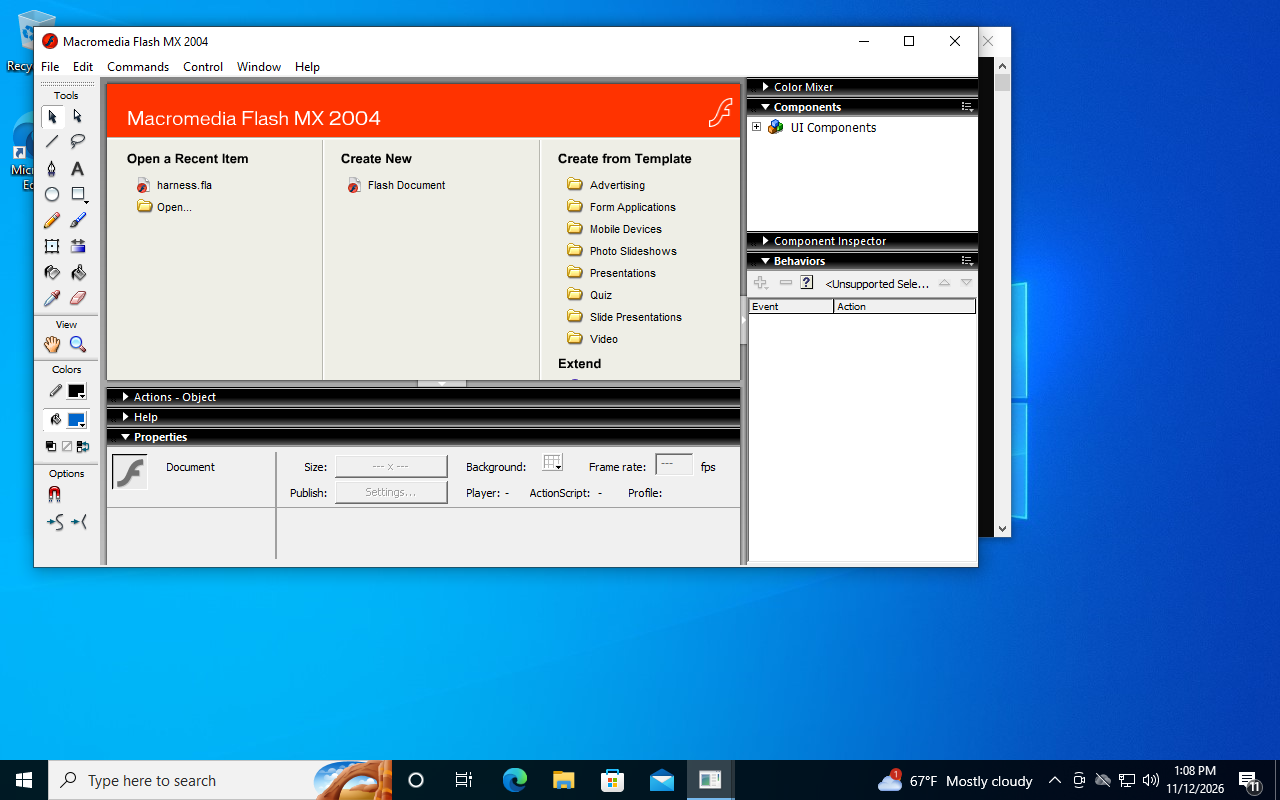 Macromedia Flash MX 2004
File Edit Commands Control Window Help
Tools
View
Colors
Options
Macromedia Flash MX 2004
Open a Recent Item
harness.fla
Open...
Create New
Flash Document
Create from Template
Advertising
Form Applications
Mobile Devices
Photo Slideshows
Presentations
Quiz
Slide Presentations
Video
Extend
Actions - Object
Help
Properties
Document
Size: --- x --- Background: Frame rate: --- fps
Publish: Settings... Player: - ActionScript: - Profile:
Color Mixer
Components
UI Components
Component Inspector
Behaviors
<Unsupported Sele...
Event Action
Type here to search
1
67°F Mostly cloudy
1:08 PM
11/12/2026
11